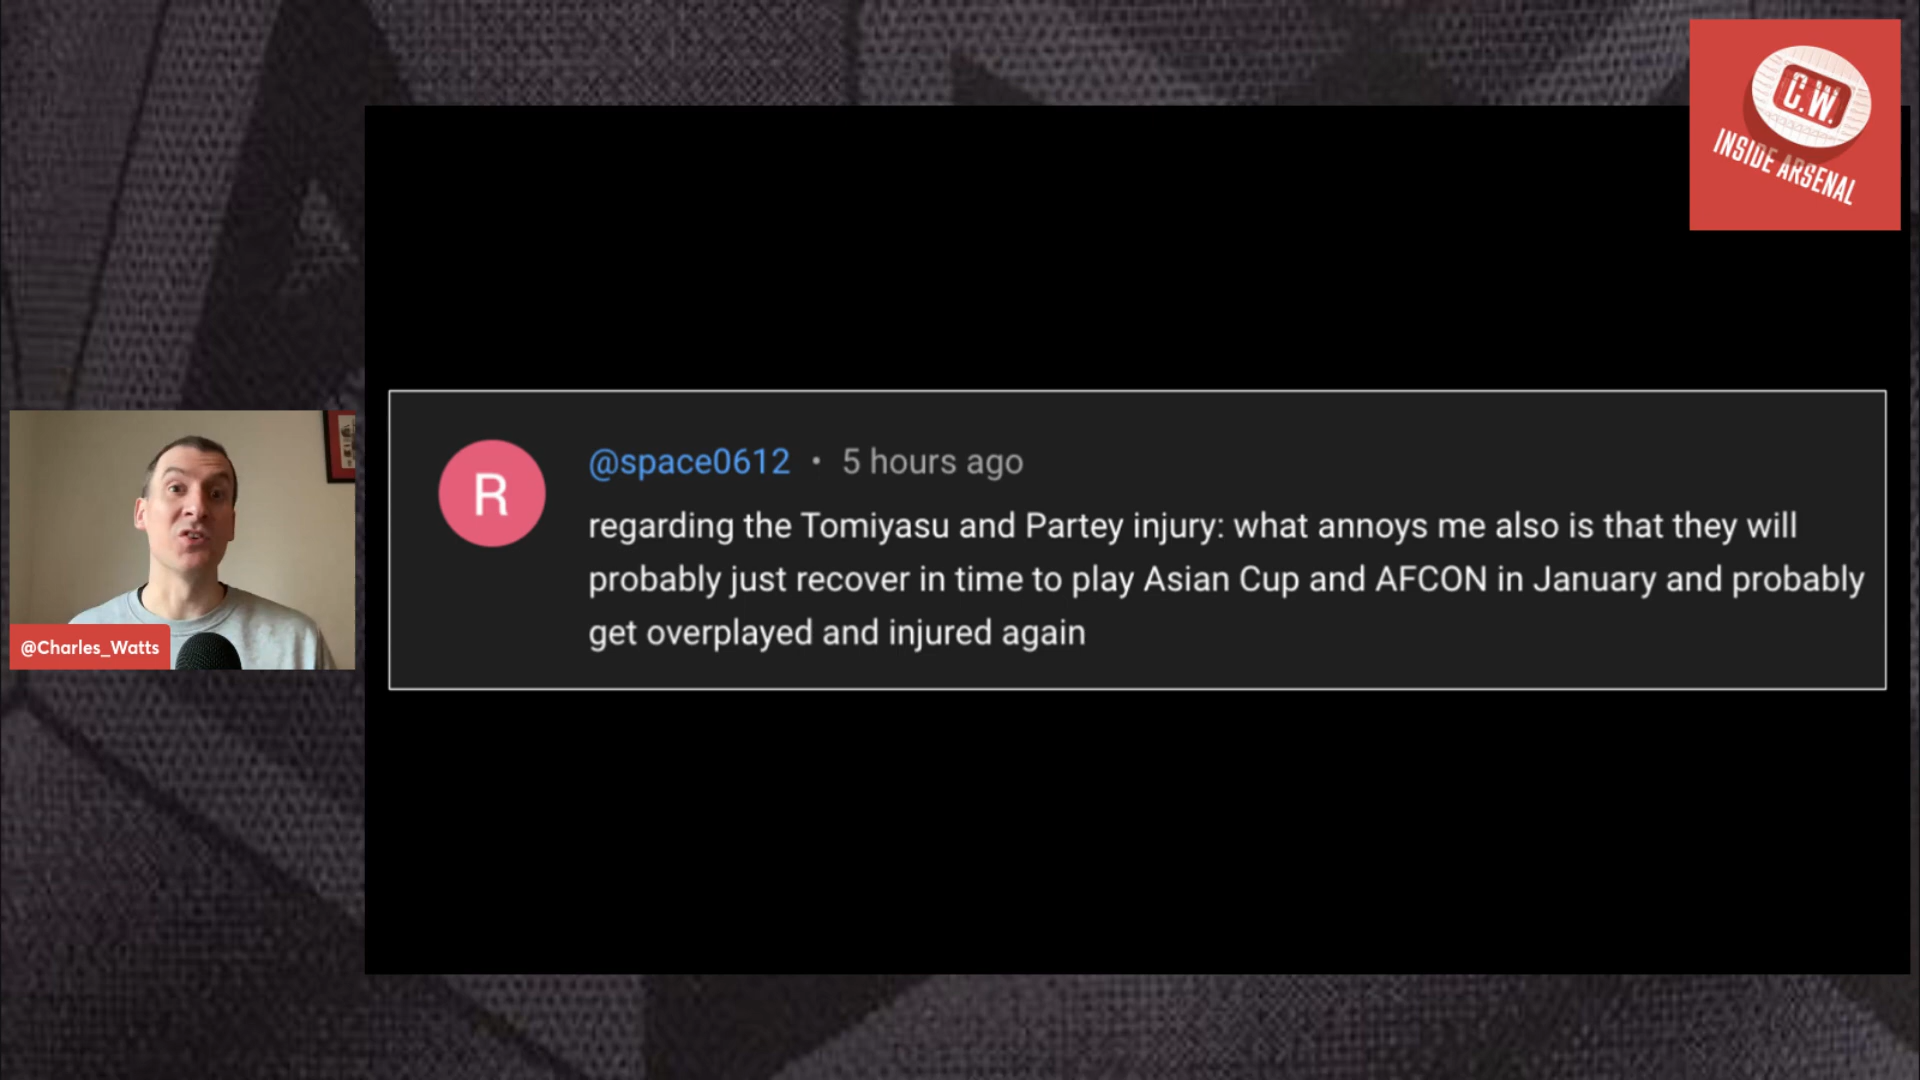 C.W.
INSIDE ARSENAL
R
@space0612 • 5 hours ago
regarding the Tomiyasu and Partey injury: what annoys me also is that they will
probably just recover in time to play Asian Cup and AFCON in January and probably
get overplayed and injured again
@Charles_Watts